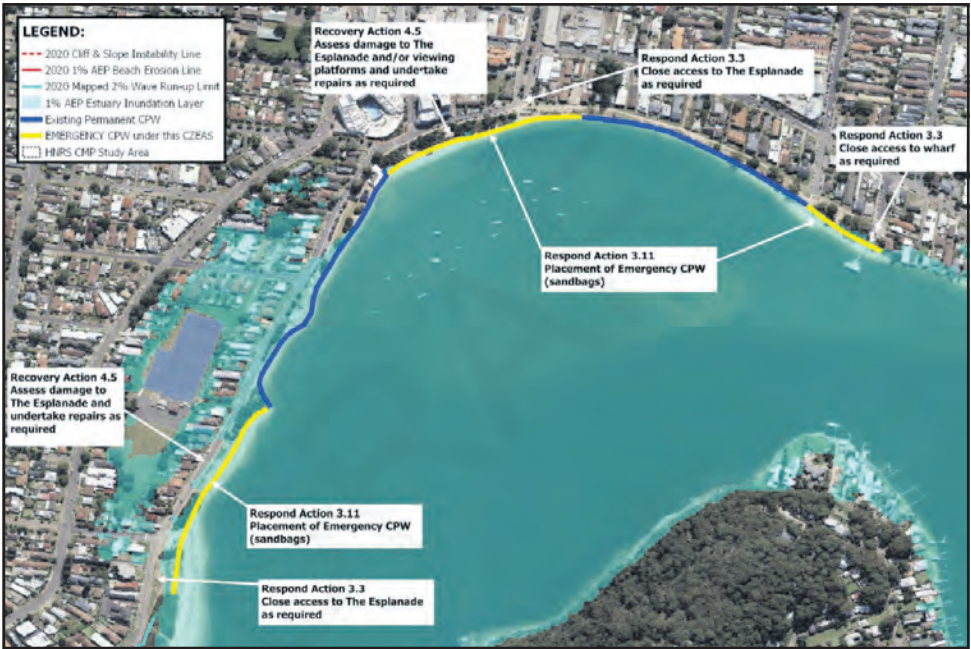 LEGEND:
2020 Cliff & Slope Instability Line
2020 1% AEP Beach Erosion Line
2020 Mapped 2% Wave Run-up Limit
1% AEP Estuary Inundation Layer
Existing Permanent CPW
EMERGENCY CPW under this CZEAS
HNRS CMP Study Area
Recovery Action 4.5
Assess damage to The
Esplanade and/or viewing
platforms and undertake
repairs as required
Respond Action 3.3
Close access to The Esplanade
as required
Respond Action 3.3
Close access to wharf
as required
Respond Action 3.11
Placement of Emergency CPW
(sandbags)
Recovery Action 4.5
Assess damage to
The Esplanade and
undertake repairs as
required
Respond Action 3.11
Placement of Emergency CPW
(sandbags)
Respond Action 3.3
Close access to The Esplanade
as required